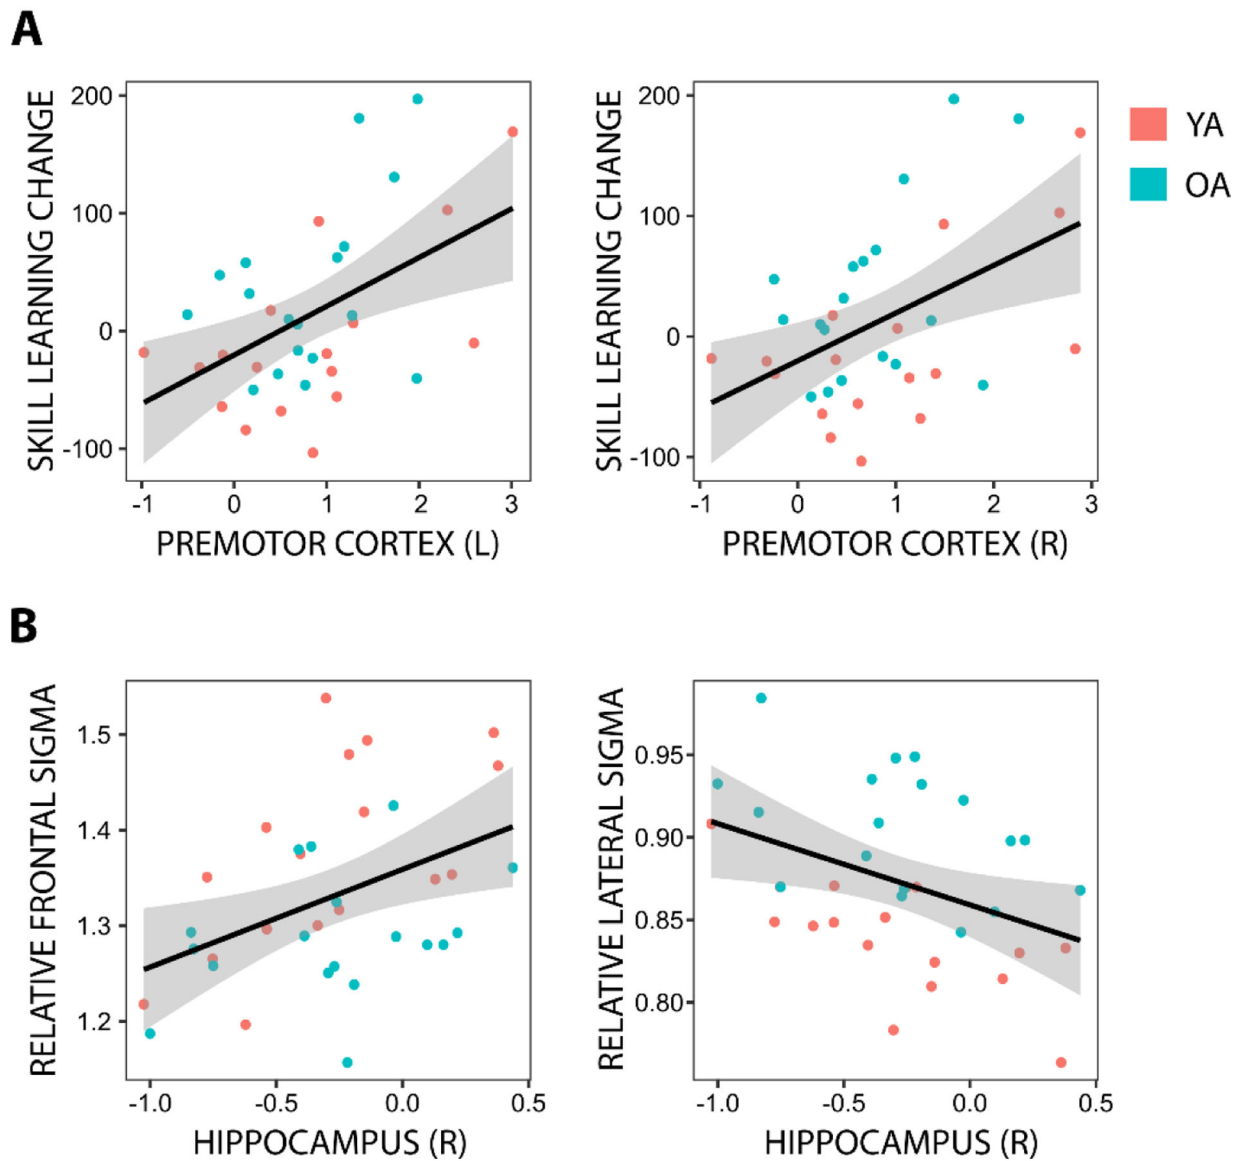 A
SKILL LEARNING CHANGE
200
100
0
-100
-1 0 1 2 3
PREMOTOR CORTEX (L)
SKILL LEARNING CHANGE
200
100
0
-100
-1 0 1 2 3
PREMOTOR CORTEX (R)
YA
OA
B
RELATIVE FRONTAL SIGMA
1.5
1.4
1.3
1.2
-1.0 -0.5 0.0 0.5
HIPPOCAMPUS (R)
RELATIVE LATERAL SIGMA
0.95
0.90
0.85
0.80
-1.0 -0.5 0.0 0.5
HIPPOCAMPUS (R)